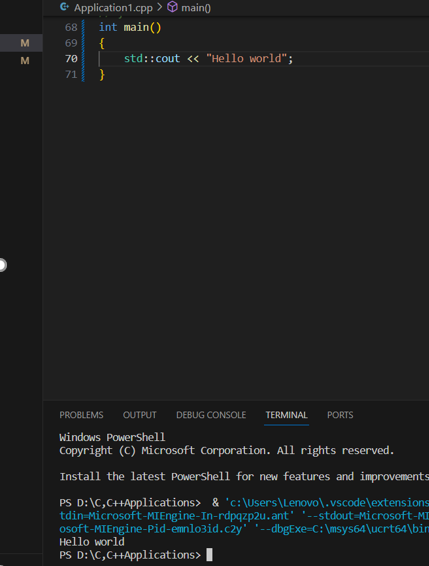 Application1.cpp > main()
68 int main()
M 69 {
70 std::cout << "Hello world";
M 71 }
PROBLEMS OUTPUT DEBUG CONSOLE TERMINAL PORTS
Windows PowerShell
Copyright (C) Microsoft Corporation. All rights reserved.
Install the latest PowerShell for new features and improvements
PS D:\C,C++Applications> & 'c:\Users\Lenovo\.vscode\extensions
tdin=Microsoft-MIEngine-In-rdpqzp2u.ant' '--stdout=Microsoft-MI
osoft-MIEngine-Pid-emnlo3id.c2y' '--dbgExe=C:\msys64\ucrt64\bin
Hello world
PS D:\C,C++Applications>